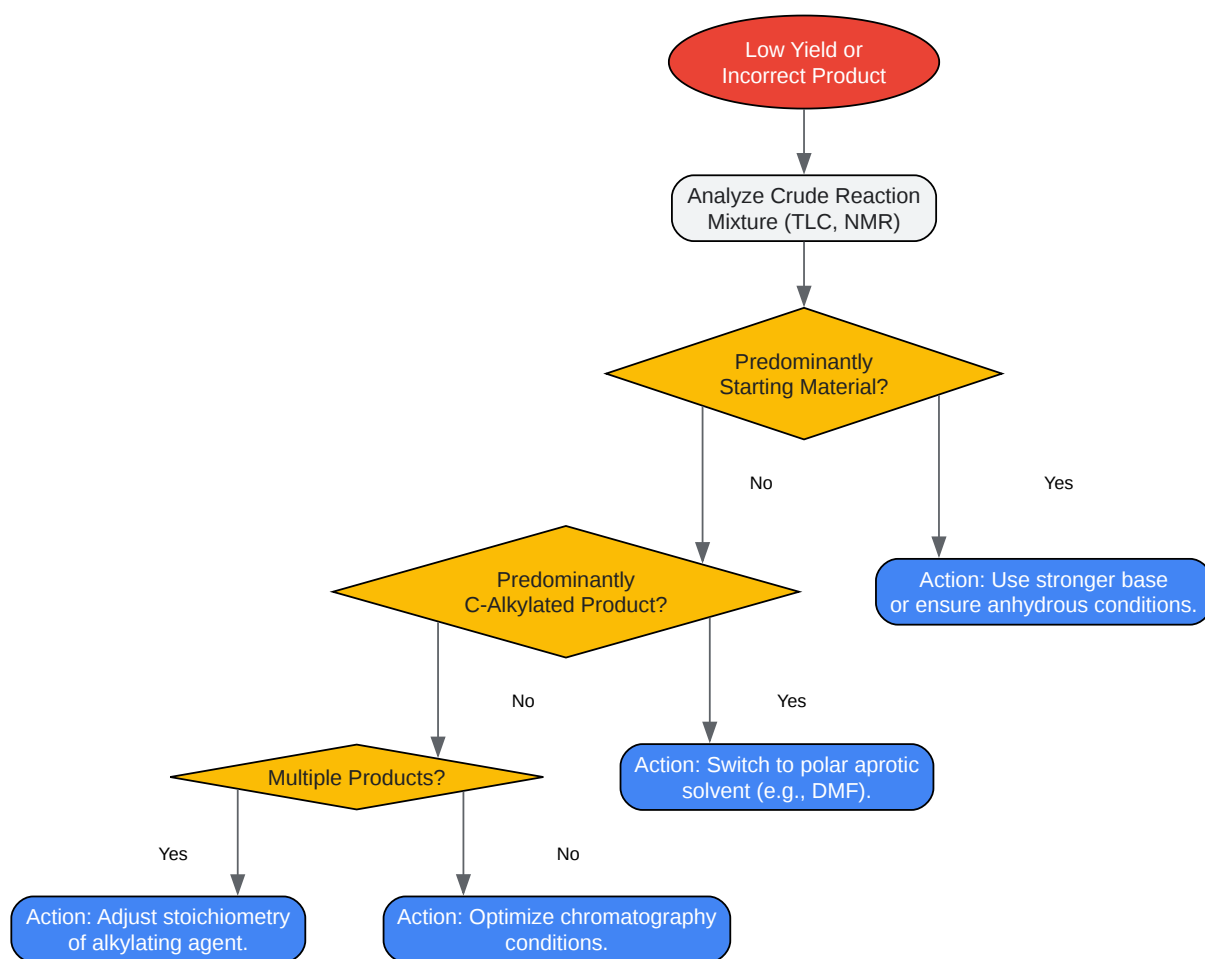 Low Yield or
Incorrect Product
Analyze Crude Reaction
Mixture (TLC, NMR)
Predominantly
Starting Material?
No
Yes
Predominantly
C-Alkylated Product?
Action: Use stronger base
or ensure anhydrous conditions.
No
Yes
Multiple Products?
Action: Switch to polar aprotic
solvent (e.g., DMF).
Yes
No
Action: Adjust stoichiometry
of alkylating agent.
Action: Optimize chromatography
conditions.